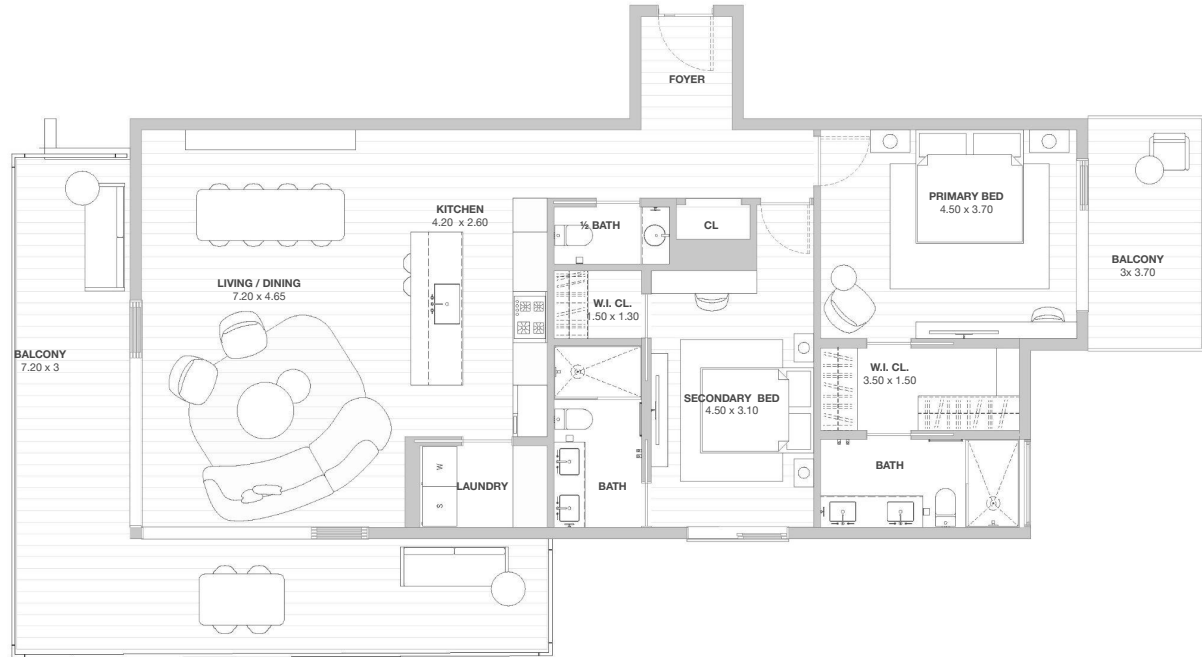 FOYER
PRIMARY BED
4.50 x 3.70
KITCHEN
4.20 x 2.60
½ BATH
CL
BALCONY
3x 3.70
LIVING / DINING
7.20 x 4.65
W.I. CL.
1.50 x 1.30
BALCONY
7.20 x 3
W.I. CL.
3.50 x 1.50
SECONDARY BED
4.50 x 3.10
W
S
LAUNDRY
BATH
BATH